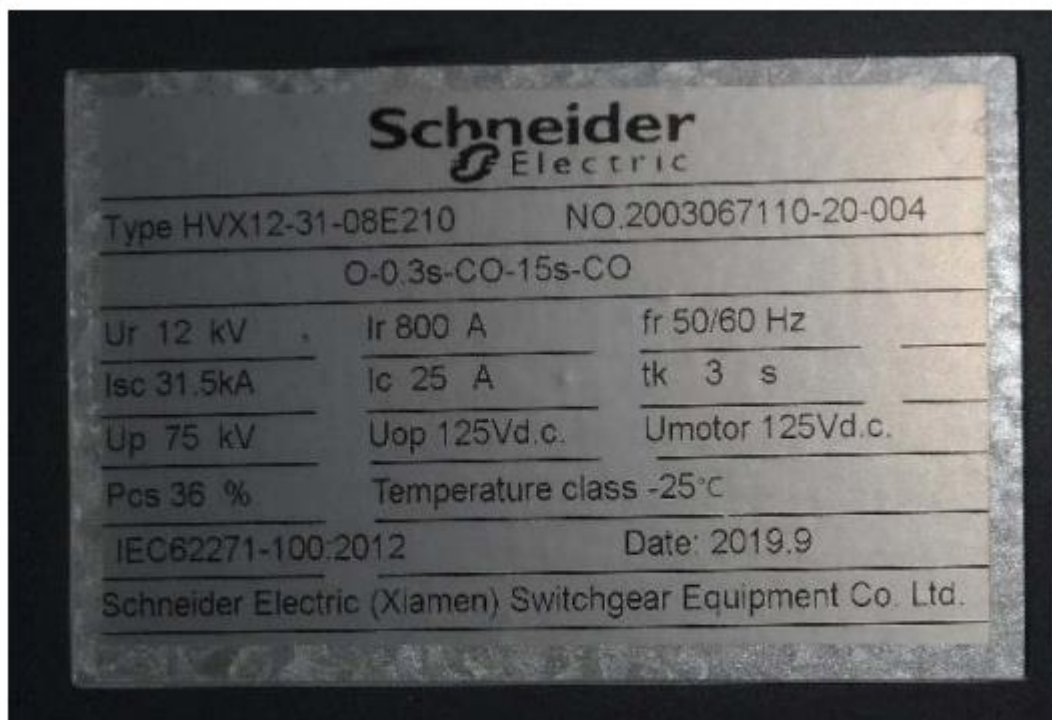 Schneider
Electric
Type HVX12-31-08E210 NO.2003067110-20-004
O-0.3s-CO-15s-CO
Ur 12 kV Ir 800 A fr 50/60 Hz
Isc 31.5kA Ic 25 A tk 3 s
Up 75 kV Uop 125Vd.c. Umotor 125Vd.c.
Pcs 36 % Temperature class -25°C
IEC62271-100:2012 Date: 2019.9
Schneider Electric (Xiamen) Switchgear Equipment Co. Ltd.